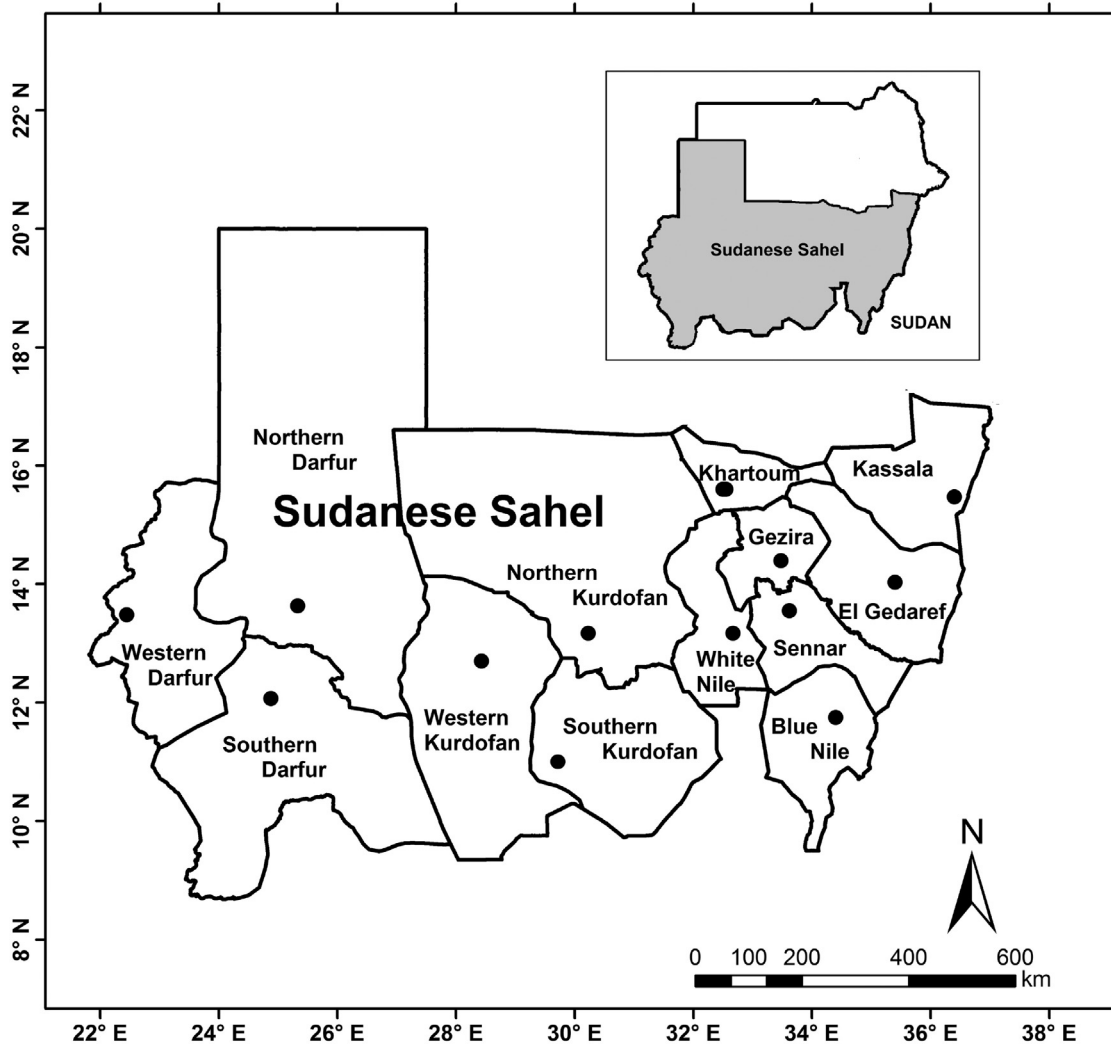 22° N
20° N
18° N
16° N
14° N
12° N
10° N
8° N
Sudanese Sahel
SUDAN
Northern
Darfur
Sudanese Sahel
Khartoum
Kassala
Gezira
Northern
Kurdofan
El Gedaref
Western
Darfur
White
Nile
Sennar
Southern
Darfur
Western
Kurdofan
Southern
Kurdofan
Blue
Nile
N
0 100 200 400 600
km
22° E 24° E 26° E 28° E 30° E 32° E 34° E 36° E 38° E